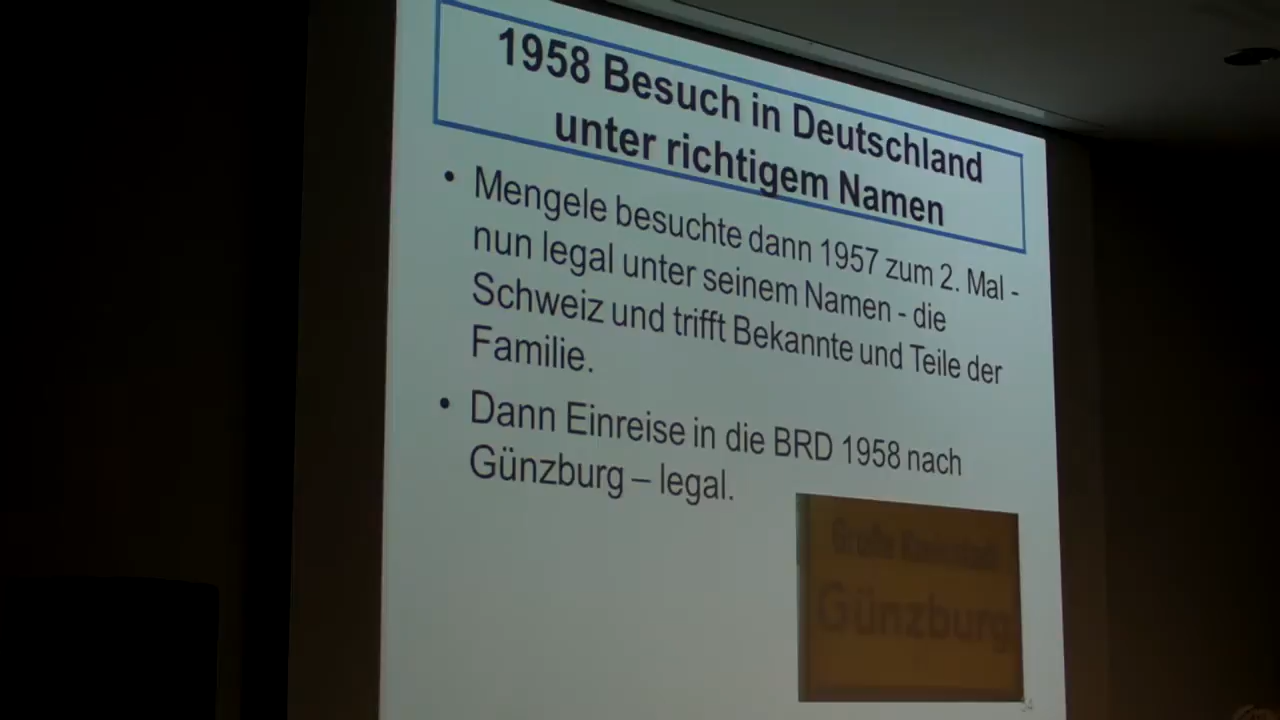 1958 Besuch in Deutschland
unter richtigem Namen
• Mengele besuchte dann 1957 zum 2. Mal -
nun legal unter seinem Namen - die
Schweiz und trifft Bekannte und Teile der
Familie.
• Dann Einreise in die BRD 1958 nach
Günzburg – legal.
Große
Günzburg